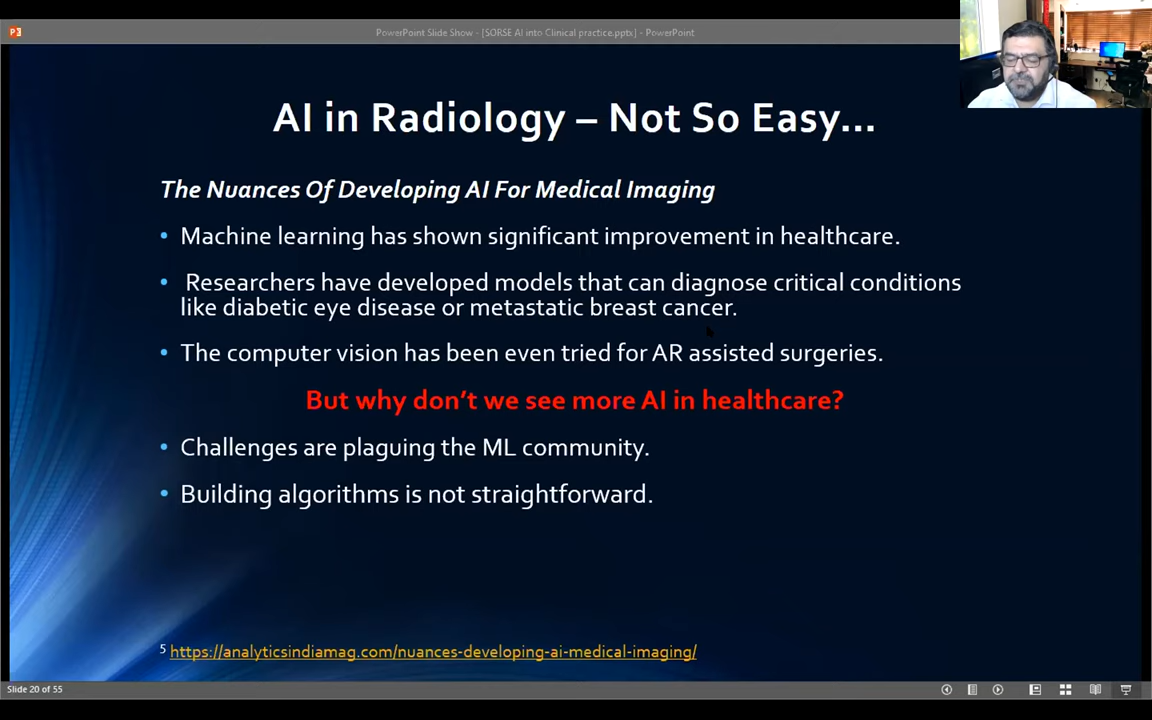 PowerPoint Slide Show - [SORSE AI into Clinical practice.pptx] - PowerPoint
AI in Radiology – Not So Easy...
The Nuances Of Developing AI For Medical Imaging
• Machine learning has shown significant improvement in healthcare.
• Researchers have developed models that can diagnose critical conditions
like diabetic eye disease or metastatic breast cancer.
• The computer vision has been even tried for AR assisted surgeries.
But why don't we see more AI in healthcare?
• Challenges are plaguing the ML community.
• Building algorithms is not straightforward.
5 https://analyticsindiamag.com/nuances-developing-ai-medical-imaging/
Slide 20 of 55